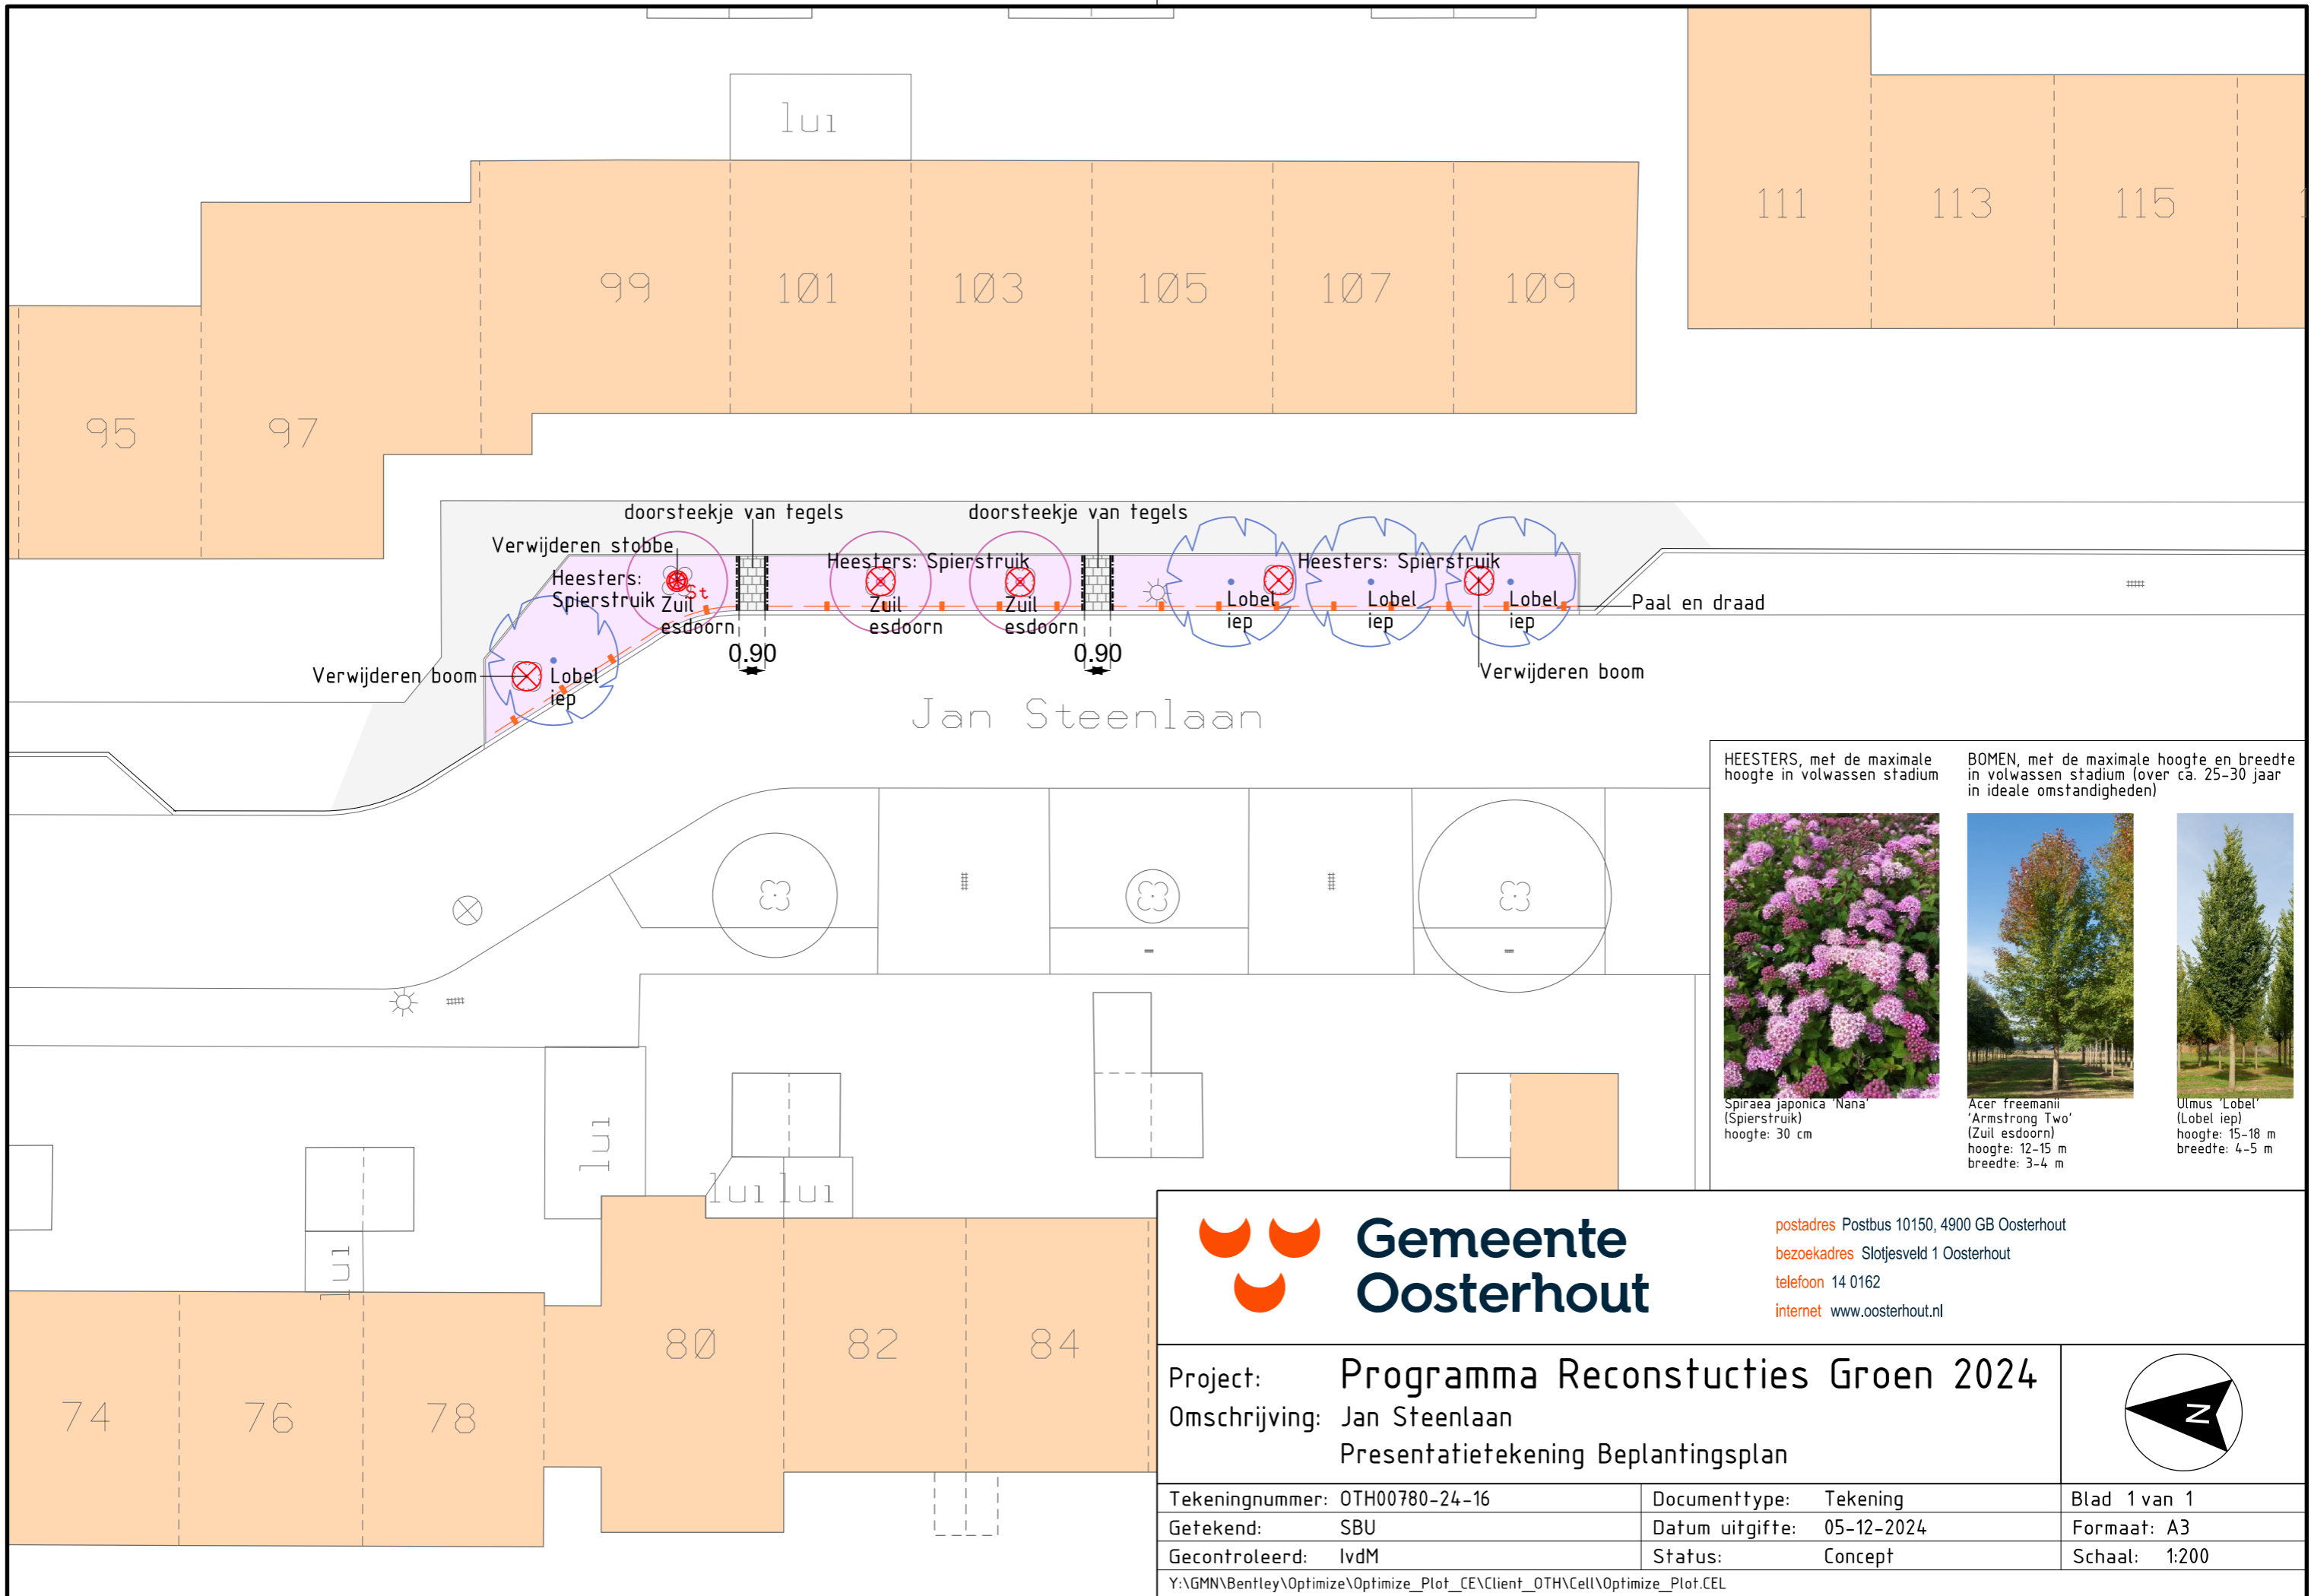 lui
111
113
115
99
101
103
105
107
109
95
97
doorsteekje van tegels
doorsteekje van tegels
Verwijderen stobbe
Heesters: Spierstruik
Heesters: Spierstruik
Heesters:
Spierstruik
St
Zuil
esdoorn
Zuil
esdoorn
Zuil
esdoorn
Lobel
iep
Lobel
iep
Lobel
iep
Paal en draad
0.90
0.90
Verwijderen boom
Lobel
iep
Verwijderen boom
Jan Steenlaan
HEESTERS, met de maximale
hoogte in volwassen stadium
BOMEN, met de maximale hoogte en breedte
in volwassen stadium (over ca. 25-30 jaar
in ideale omstandigheden)
Spiraea japonica 'Nana'
(Spierstruik)
hoogte: 30 cm
Acer freemanii
'Armstrong Two'
(Zuil esdoorn)
hoogte: 12-15 m
breedte: 3-4 m
Ulmus 'Lobel'
(Lobel iep)
hoogte: 15-18 m
breedte: 4-5 m
lui
lui
lui
lui
74
76
78
80
82
84
Gemeente
Oosterhout
postadres Postbus 10150, 4900 GB Oosterhout
bezoekadres Slotjesveld 1 Oosterhout
telefoon 14 0162
internet www.oosterhout.nl
Project: Programma Reconstucties Groen 2024
Omschrijving: Jan Steenlaan
Presentatietekening Beplantingsplan
N
Tekeningnummer: OTH00780-24-16
Documenttype: Tekening
Blad 1 van 1
Getekend: SBU
Datum uitgifte: 05-12-2024
Formaat: A3
Gecontroleerd: IvdM
Status: Concept
Schaal: 1:200
Y:\GMN\Bentley\Optimize\Optimize_Plot_CE\Client_OTH\Cell\Optimize_Plot.CEL